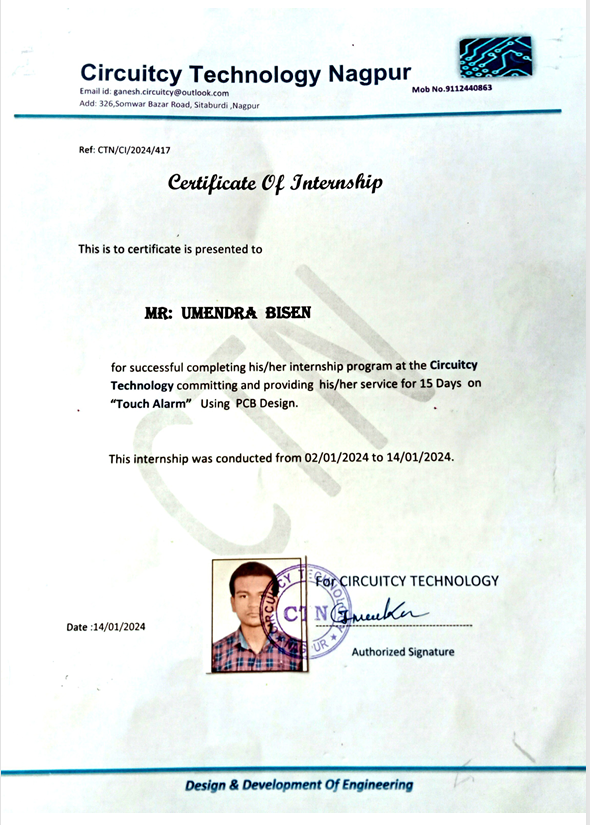 Circuitcy Technology Nagpur
Email id: ganesh.circuitcy@outlook.com
Mob No.9112440863
Add: 326,Somwar Bazar Road, Sitaburdi ,Nagpur
Ref: CTN/CI/2024/417
Certificate Of Internship
This is to certificate is presented to
MR: UMENDRA BISEN
for successful completing his/her internship program at the Circuitcy
Technology committing and providing his/her service for 15 Days on
“Touch Alarm” Using PCB Design.
This internship was conducted from 02/01/2024 to 14/01/2024.
CTN
For CIRCUITCY TECHNOLOGY
CIRCUITCY TECHNOLOGY
CTN
Date :14/01/2024
Authorized Signature
Design & Development Of Engineering